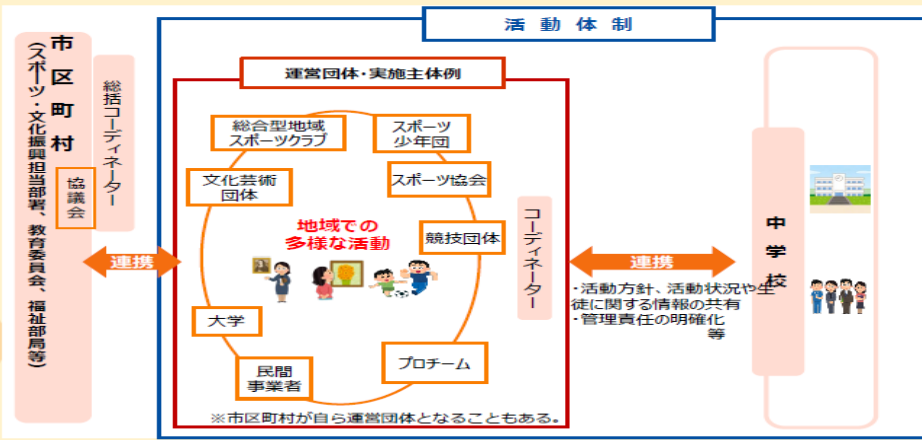 活動体制
市区町村
（スポーツ・文化振興担当部署、教育委員会、福祉部局等）
総括コーディネーター
協議会
連携
運営団体・実施主体例
総合型地域
スポーツクラブ
スポーツ
少年団
文化芸術
団体
スポーツ協会
地域での
多様な活動
競技団体
大学
民間
事業者
プロチーム
コーディネーター
※市区町村が自ら運営団体となることもある。
連携
・活動方針、活動状況や生
徒に関する情報の共有
・管理責任の明確化
等
中学校